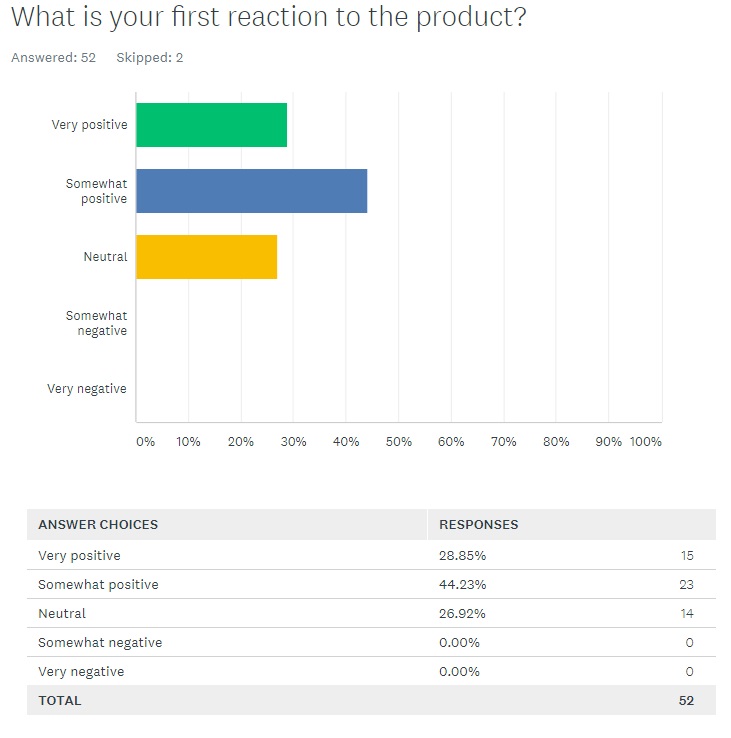 What is your first reaction to the product?
Answered: 52 Skipped: 2
Very positive
Somewhat
positive
Neutral
Somewhat
negative
Very negative
0% 10% 20% 30% 40% 50% 60% 70% 80% 90% 100%
ANSWER CHOICES RESPONSES
Very positive 28.85% 15
Somewhat positive 44.23% 23
Neutral 26.92% 14
Somewhat negative 0.00% 0
Very negative 0.00% 0
TOTAL 52